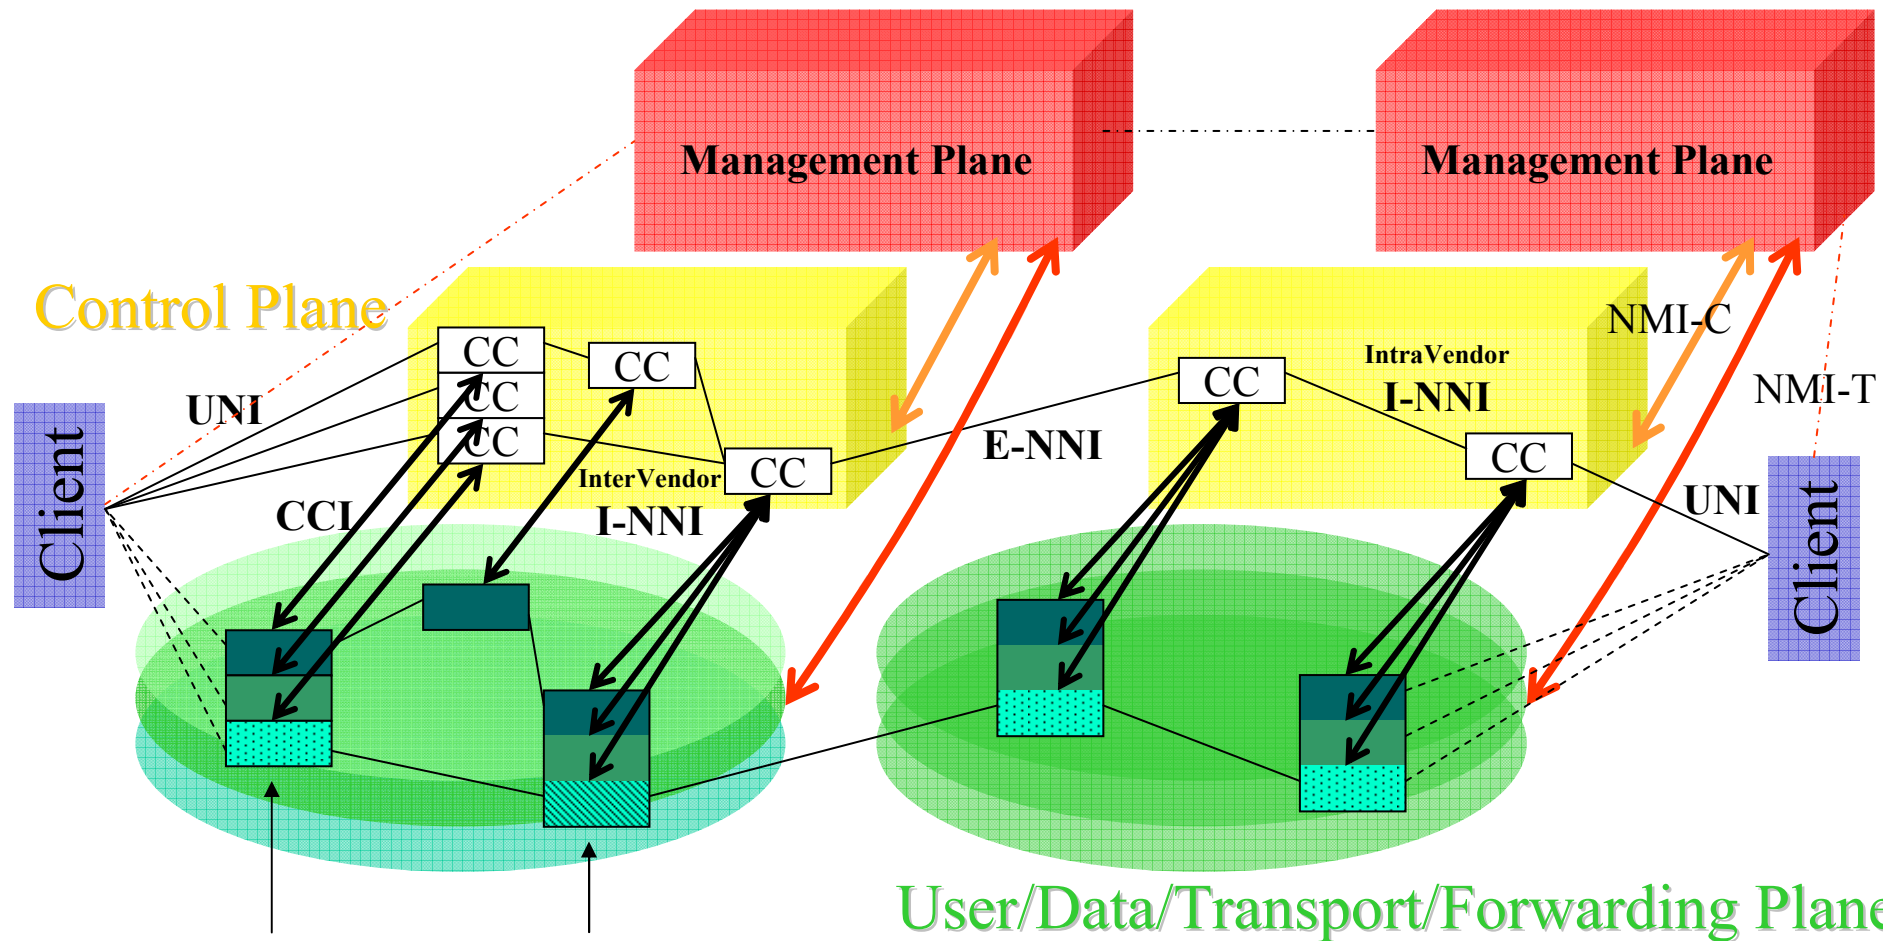 Management Plane
Management Plane
Control Plane
NMI-C
CC
CC
CC
CC
CC
CC
CC
IntraVendor
I-NNI
NMI-T
UNI
E-NNI
InterVendor
I-NNI
CCI
UNI
Client
Client
User/Data/Transport/Forwarding Plane